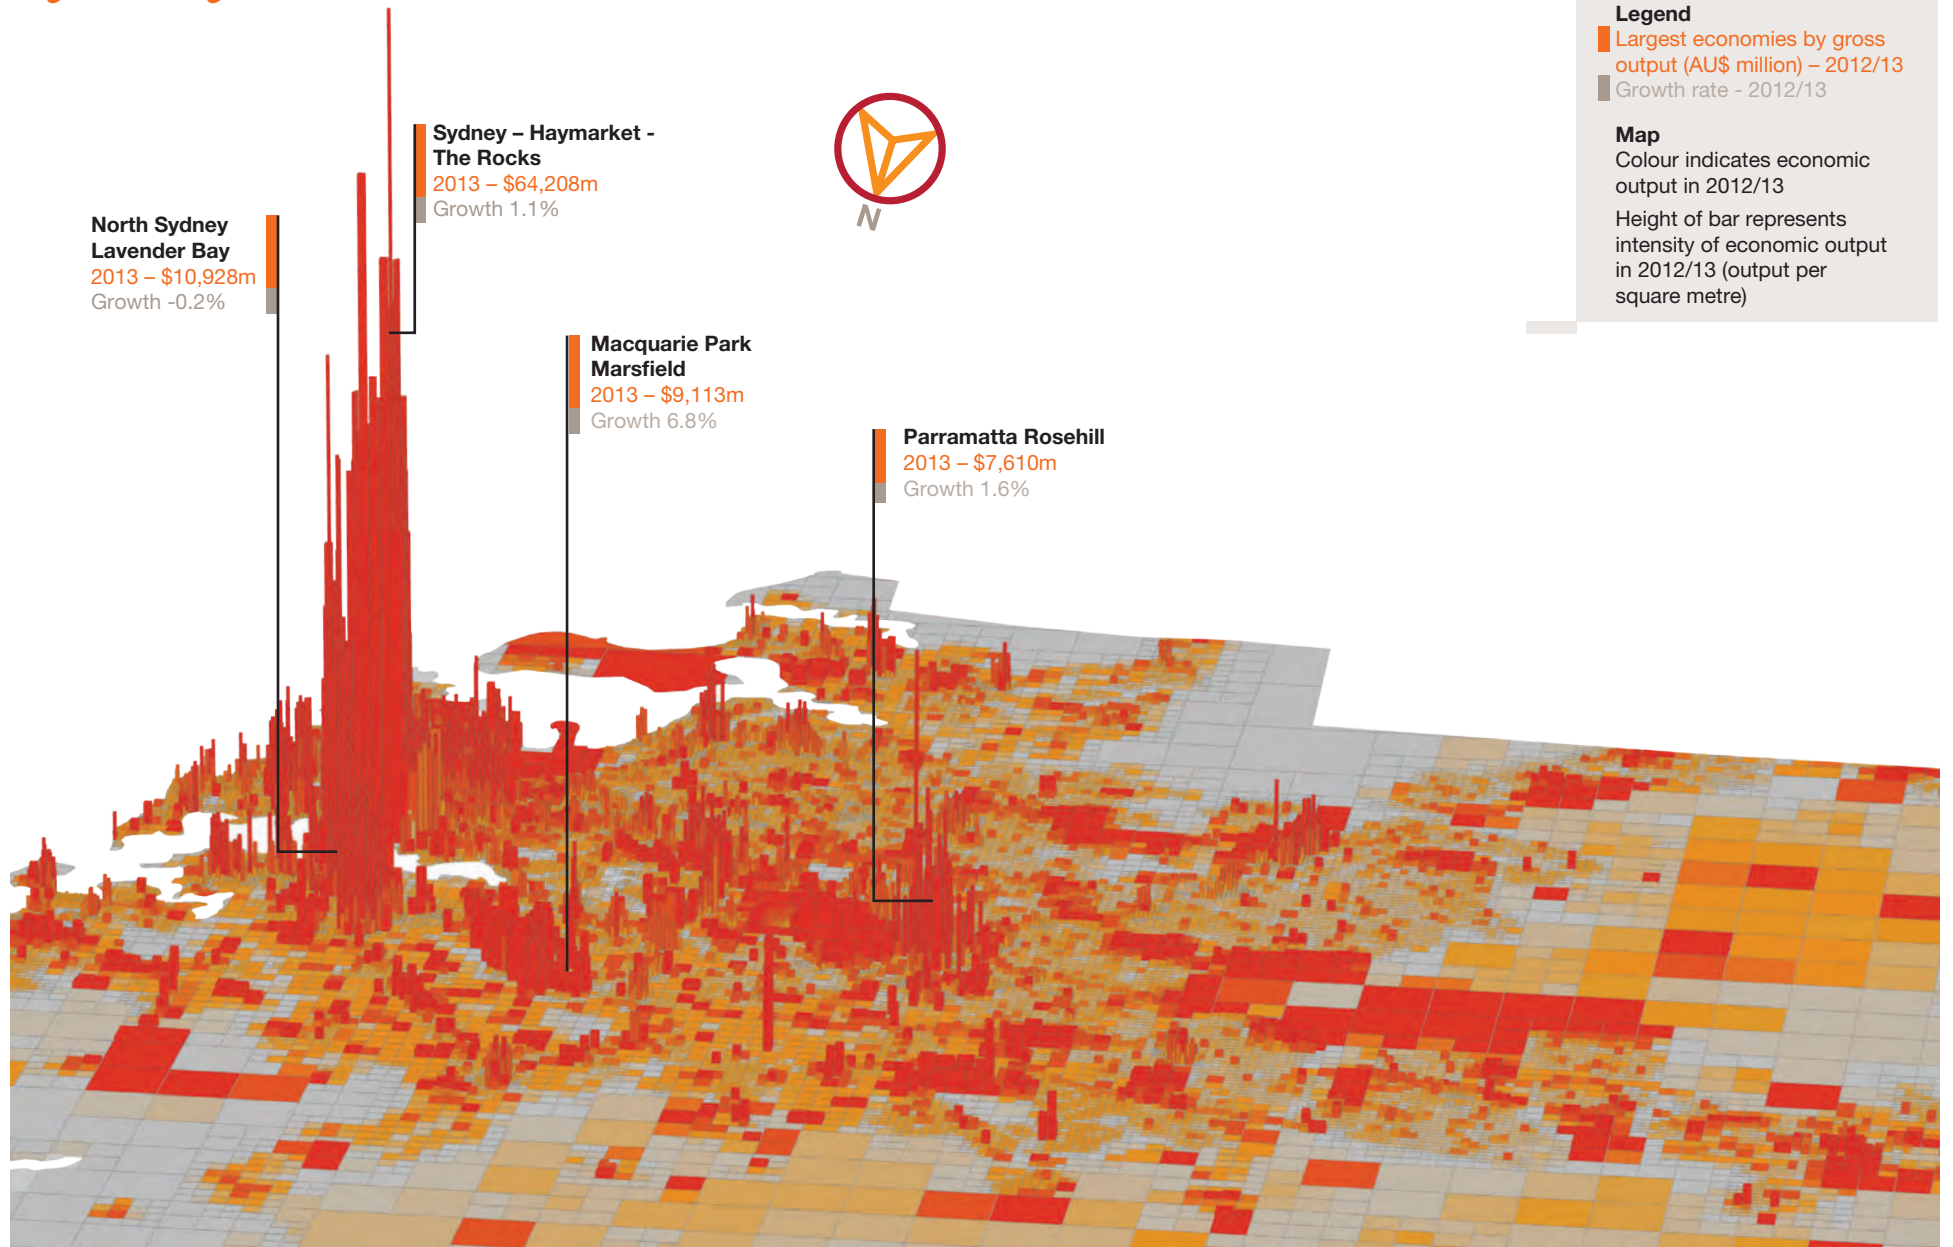 Legend
Largest economies by gross
output (AU$ million) – 2012/13
Growth rate - 2012/13
Map
Colour indicates economic
output in 2012/13
Height of bar represents
intensity of economic output
in 2012/13 (output per
square metre)
Sydney – Haymarket -
The Rocks
2013 – $64,208m
Growth 1.1%
N
North Sydney
Lavender Bay
2013 – $10,928m
Growth -0.2%
Macquarie Park
Marsfield
2013 – $9,113m
Growth 6.8%
Parramatta Rosehill
2013 – $7,610m
Growth 1.6%